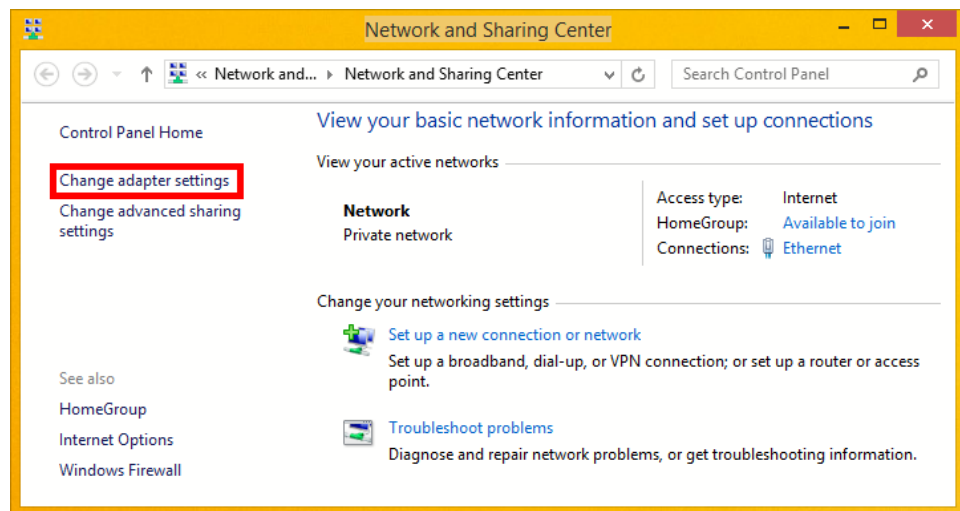 Network and Sharing Center
« Network and... ▸ Network and Sharing Center
Search Control Panel
Control Panel Home
Change adapter settings
Change advanced sharing
settings
See also
HomeGroup
Internet Options
Windows Firewall
View your basic network information and set up connections
View your active networks
Network
Private network
Access type: Internet
HomeGroup: Available to join
Connections: Ethernet
Change your networking settings
Set up a new connection or network
Set up a broadband, dial-up, or VPN connection; or set up a router or access
point.
Troubleshoot problems
Diagnose and repair network problems, or get troubleshooting information.